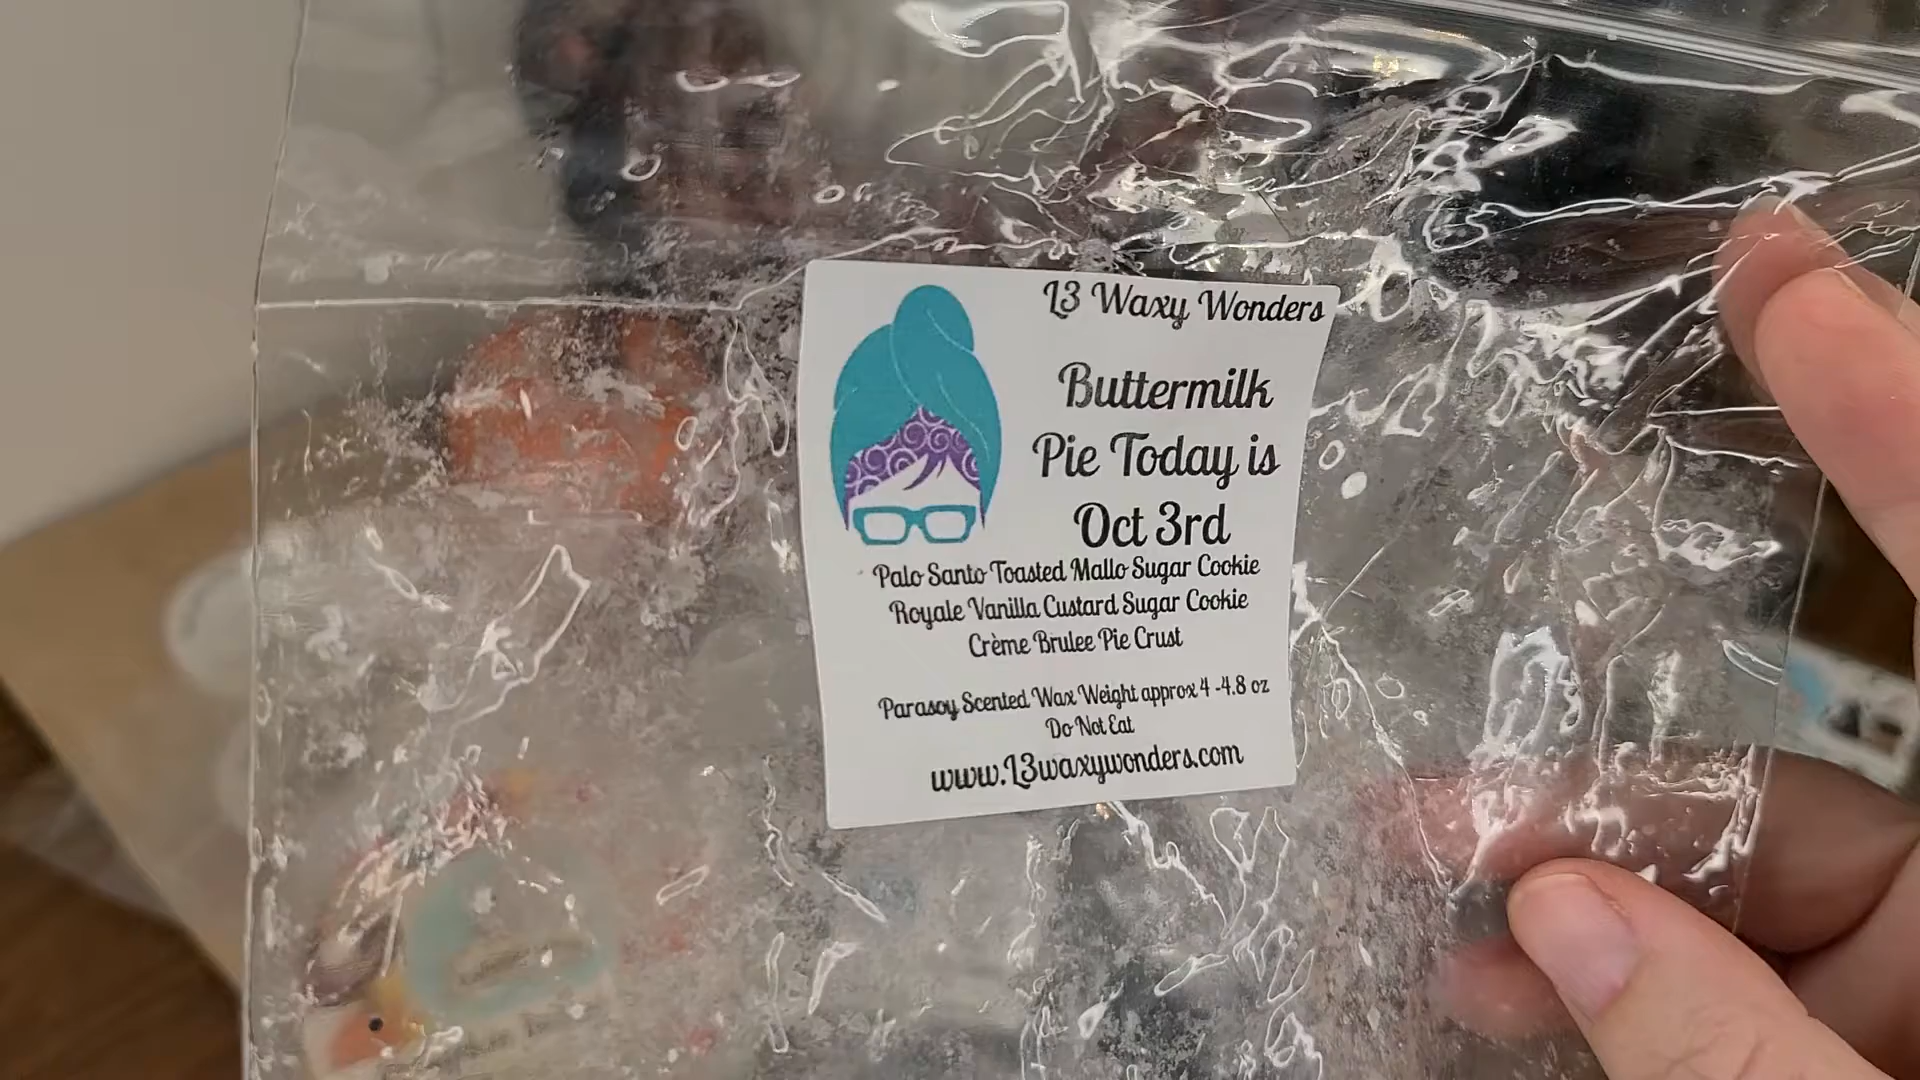 L3 Waxy Wonders
Buttermilk
Pie Today is
Oct 3rd
Palo Santo Toasted Mallo Sugar Cookie
Royale Vanilla Custard Sugar Cookie
Crème Brulee Pie Crust
Parasoy Scented Wax Weight approx 4 -4.8 oz
Do Not Eat
www.L3waxywonders.com